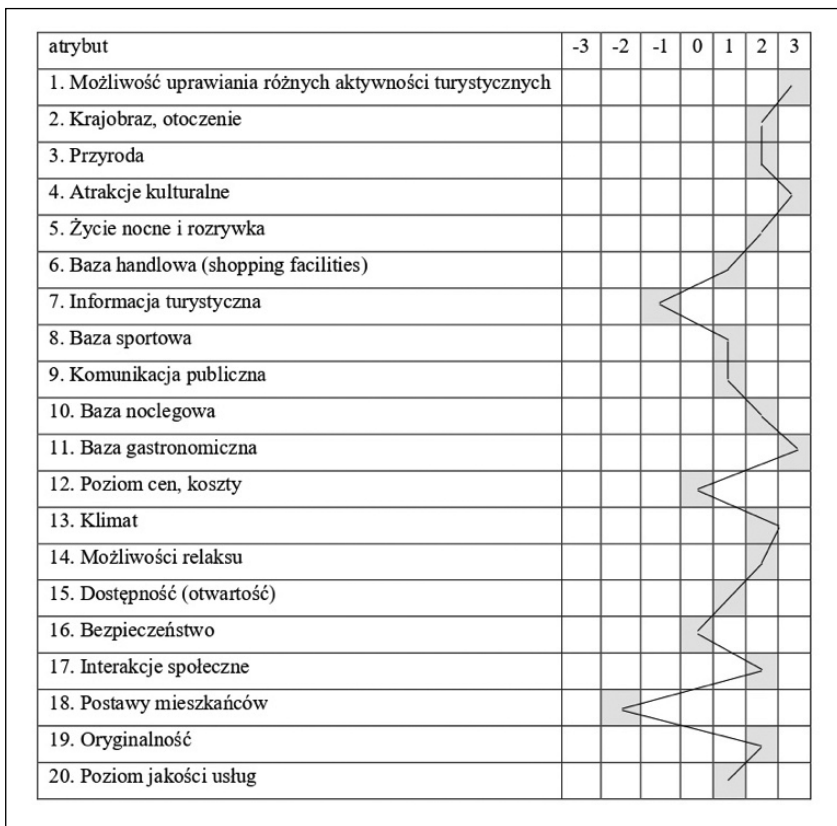 atrybut -3 -2 -1 0 1 2 3
1. Możliwość uprawiania różnych aktywności turystycznych
2. Krajobraz, otoczenie
3. Przyroda
4. Atrakcje kulturalne
5. Życie nocne i rozrywka
6. Baza handlowa (shopping facilities)
7. Informacja turystyczna
8. Baza sportowa
9. Komunikacja publiczna
10. Baza noclegowa
11. Baza gastronomiczna
12. Poziom cen, koszty
13. Klimat
14. Możliwości relaksu
15. Dostępność (otwartość)
16. Bezpieczeństwo
17. Interakcje społeczne
18. Postawy mieszkańców
19. Oryginalność
20. Poziom jakości usług